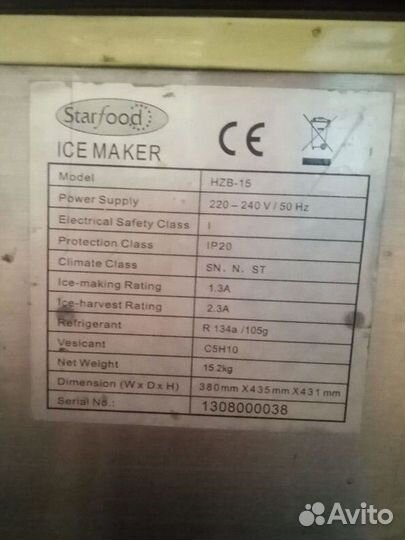 Starfood
CE
ICE MAKER
Model HZB-15
Power Supply 220-240V/50 Hz
Electrical Safety Class I
Protection Class IP20
Climate Class SN. N. ST
Ice-making Rating 1.3A
Ice-harvest Rating 2.3A
Refrigerant R 134a /105g
Vesicant C5H10
Net Weight 15.2kg
Dimension (W x D x H) 380mm X435mm X431 mm
Serial No.: 1308000038
Avito